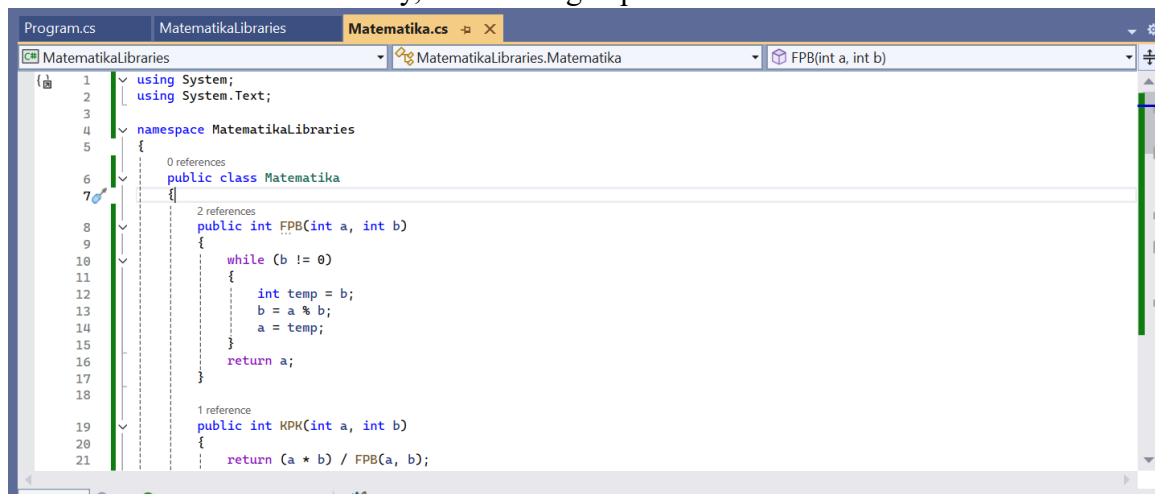 Program.cs MatematikaLibraries Matematika.cs
C# MatematikaLibraries MatematikaLibraries.Matematika FPB(int a, int b)
1 using System;
2 using System.Text;
3
4 namespace MatematikaLibraries
5 {
0 references
6 public class Matematika
7 {
2 references
8 public int FPB(int a, int b)
9 {
10 while (b != 0)
11 {
12 int temp = b;
13 b = a % b;
14 a = temp;
15 }
16 return a;
17 }
18
1 reference
19 public int KPK(int a, int b)
20 {
21 return (a * b) / FPB(a, b);